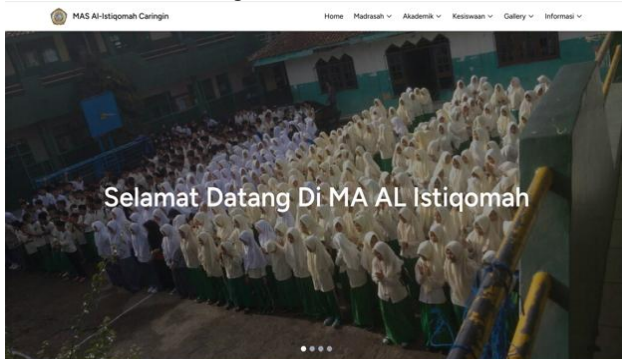 MAS Al-Istiqomah Caringin
Home Madrasah Akademik Kesiswaan Gallery Informasi
Selamat Datang Di MA AL Istiqomah